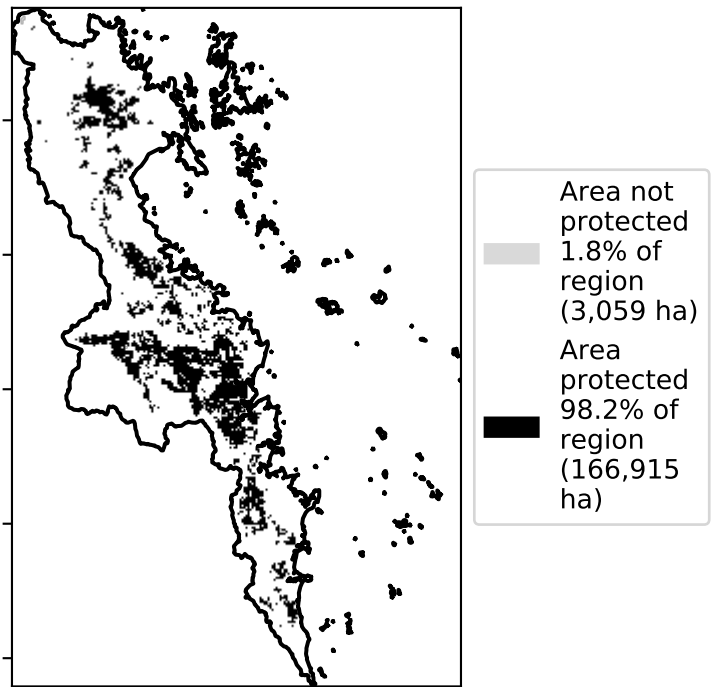 Area not
protected
1.8% of
region
(3,059 ha)
Area
protected
98.2% of
region
(166,915
ha)